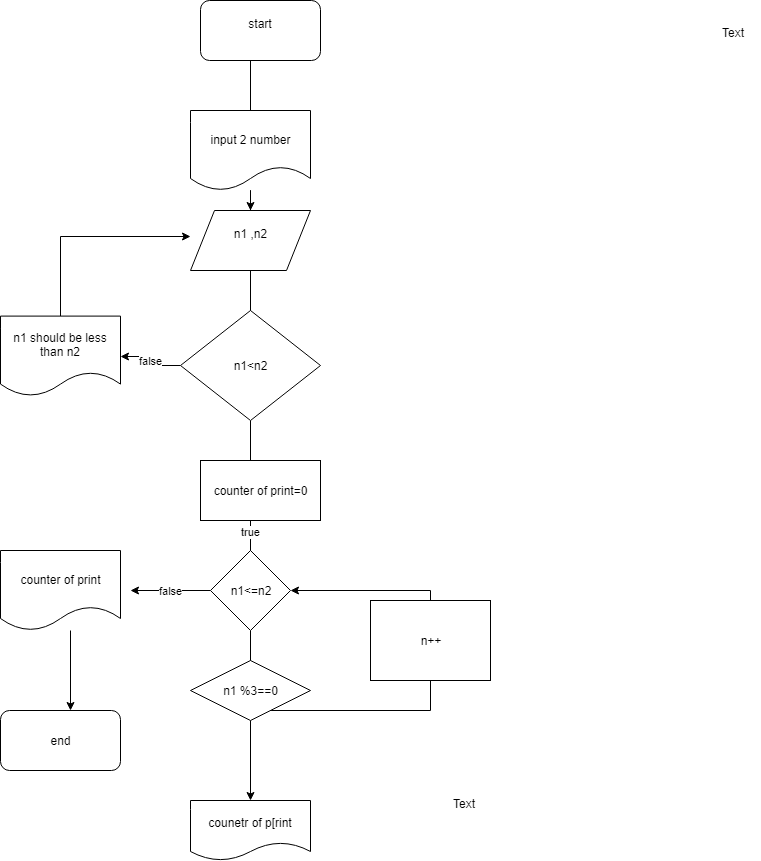 start
Text
input 2 number
n1 ,n2
n1 should be less
than n2
false
n1<n2
counter of print=0
true
counter of print
false
n1<=n2
n++
n1 %3==0
end
Text
counetr of p[rint